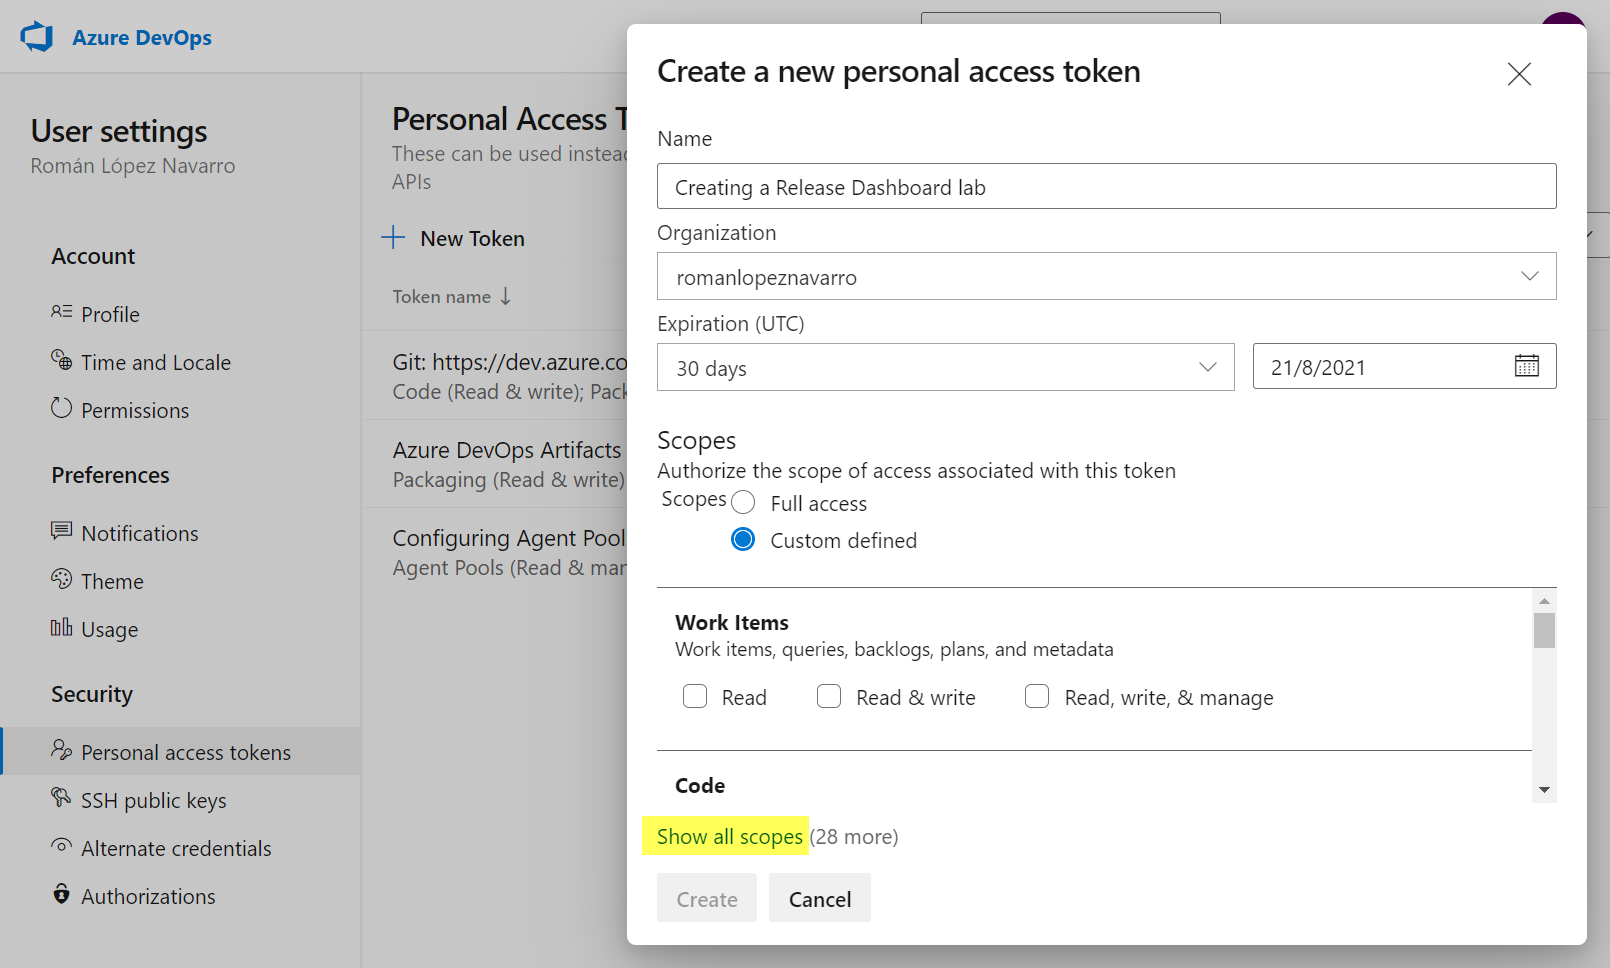 Azure DevOps
User settings
Román López Navarro
Account
Profile
Time and Locale
Permissions
Preferences
Notifications
Theme
Usage
Security
Personal access tokens
SSH public keys
Alternate credentials
Authorizations
Personal Access T
These can be used instead
APIs
New Token
Token name
Git: https://dev.azure.co
Code (Read & write); Pack
Azure DevOps Artifacts
Packaging (Read & write)
Configuring Agent Pool
Agent Pools (Read & man
Create a new personal access token
Name
Creating a Release Dashboard lab
Organization
romanlopeznavarro
Expiration (UTC)
30 days
21/8/2021
Scopes
Authorize the scope of access associated with this token
Scopes Full access
Custom defined
Work Items
Work items, queries, backlogs, plans, and metadata
Read Read & write Read, write, & manage
Code
Show all scopes (28 more)
Create Cancel